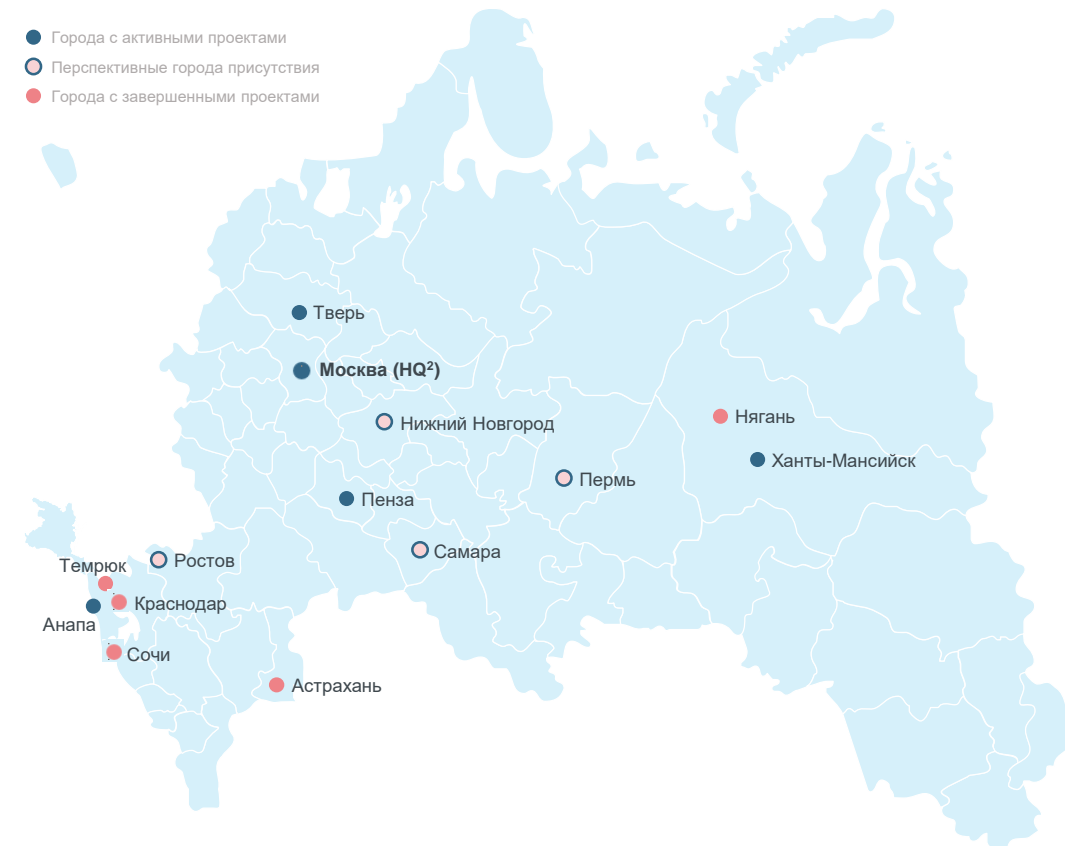 Города с активными проектами
Перспективные города присутствия
Города с завершенными проектами
Тверь
Москва (HQ²)
Нижний Новгород
Нягань
Ханты-Мансийск
Пермь
Пенза
Самара
Ростов
Темрюк
Краснодар
Анапа
Сочи
Астрахань